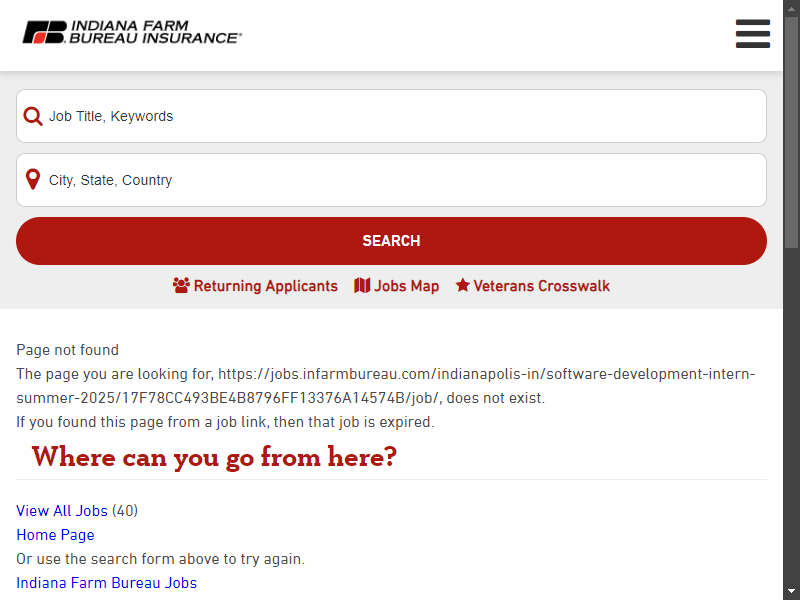 INDIANA FARM
BUREAU INSURANCE®
Job Title, Keywords
City, State, Country
SEARCH
Returning Applicants Jobs Map Veterans Crosswalk
Page not found
The page you are looking for, https://jobs.infarmbureau.com/indianapolis-in/software-development-intern-
summer-2025/17F78CC493BE4B8796FF13376A14574B/job/, does not exist.
If you found this page from a job link, then that job is expired.
Where can you go from here?
View All Jobs (40)
Home Page
Or use the search form above to try again.
Indiana Farm Bureau Jobs